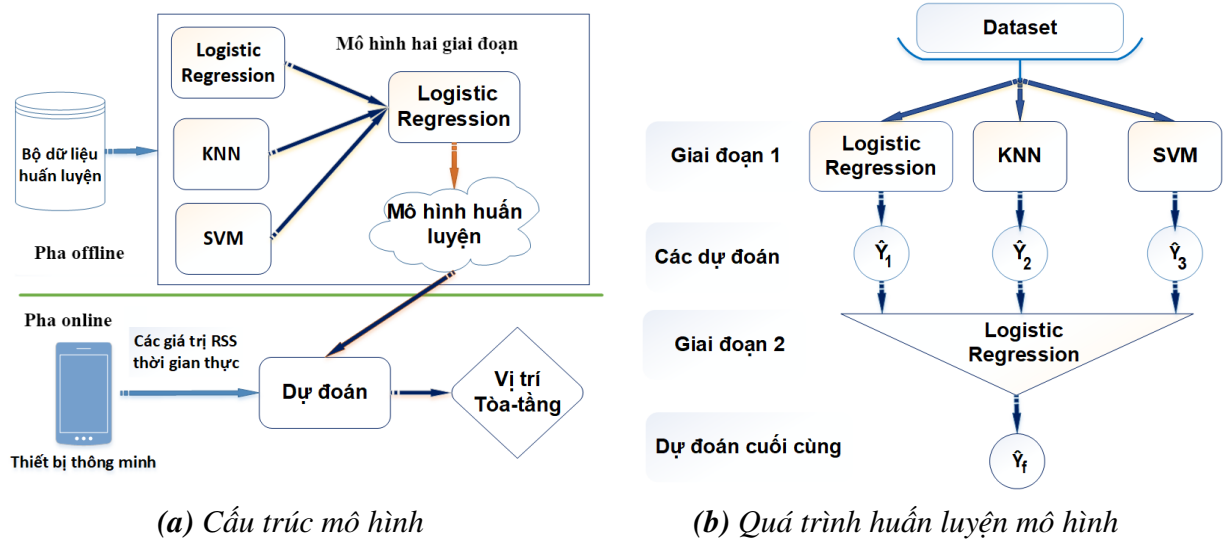 Mô hình hai giai đoạn
Logistic
Regression
KNN
SVM
Logistic
Regression
Bộ dữ liệu
huấn luyện
Mô hình huấn
luyện
Pha offline
Pha online
Các giá trị RSS
thời gian thực
Dự đoán
Vị trí
Tòa-tầng
Thiết bị thông minh
(a) Cấu trúc mô hình
Dataset
Giai đoạn 1
Logistic
Regression
KNN
SVM
Các dự đoán
Ŷ1
Ŷ2
Ŷ3
Giai đoạn 2
Logistic
Regression
Dự đoán cuối cùng
Ŷf
(b) Quá trình huấn luyện mô hình